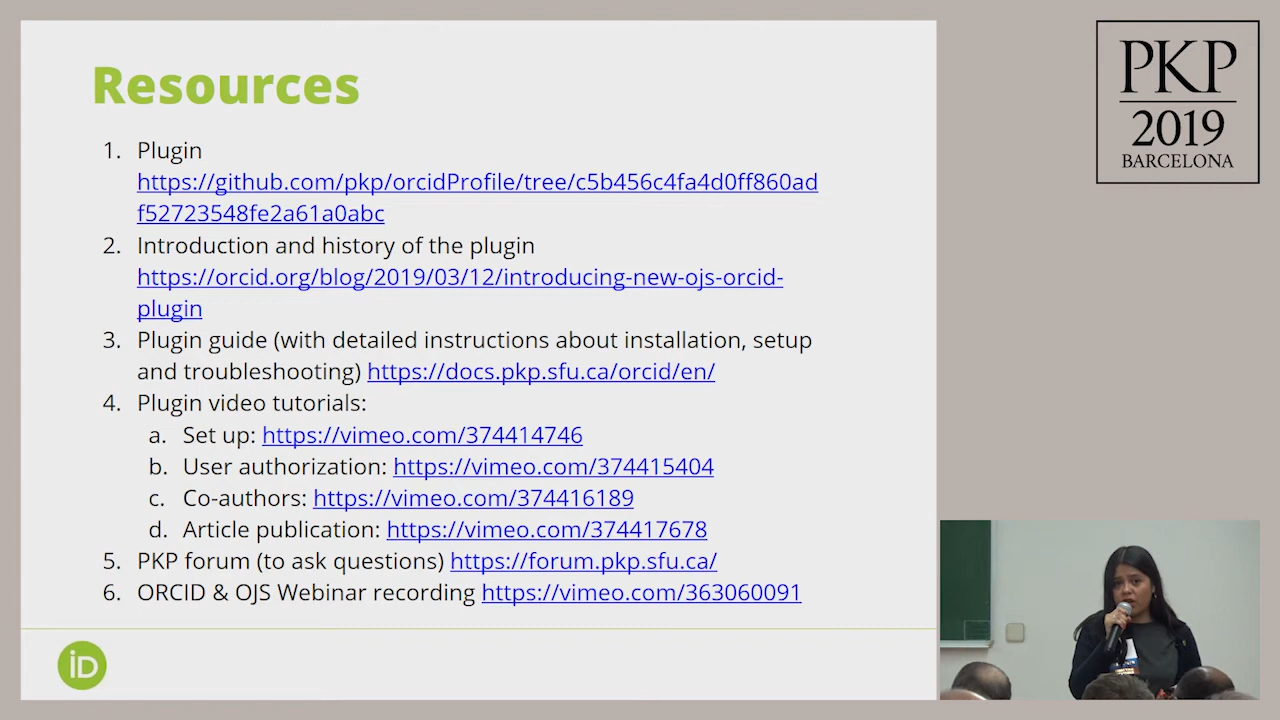 Resources
1. Plugin
https://github.com/pkp/orcidProfile/tree/c5b456c4fa4d0ff860ad
f52723548fe2a61a0abc
2. Introduction and history of the plugin
https://orcid.org/blog/2019/03/12/introducing-new-ojs-orcid-
plugin
3. Plugin guide (with detailed instructions about installation, setup
and troubleshooting) https://docs.pkp.sfu.ca/orcid/en/
4. Plugin video tutorials:
a. Set up: https://vimeo.com/374414746
b. User authorization: https://vimeo.com/374415404
c. Co-authors: https://vimeo.com/374416189
d. Article publication: https://vimeo.com/374417678
5. PKP forum (to ask questions) https://forum.pkp.sfu.ca/
6. ORCID & OJS Webinar recording https://vimeo.com/363060091
iD
PKP
2019
BARCELONA